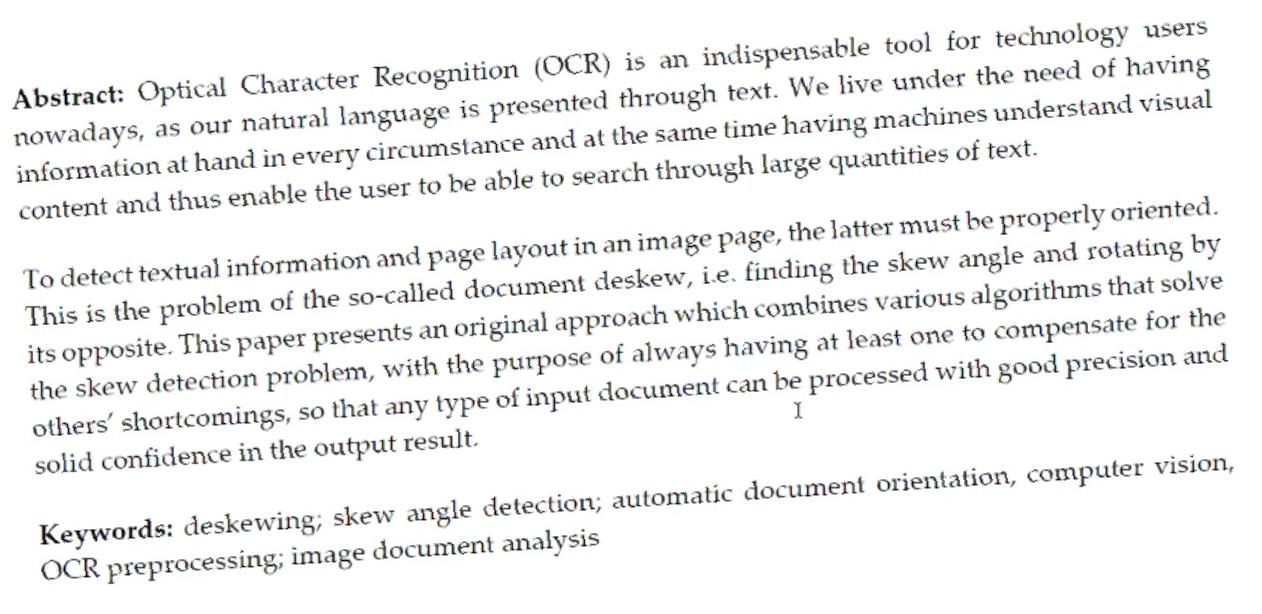 Abstract: Optical Character Recognition (OCR) is an indispensable tool for technology users
nowadays, as our natural language is presented through text. We live under the need of having
information at hand in every circumstance and at the same time having machines understand visual
content and thus enable the user to be able to search through large quantities of text.
To detect textual information and page layout in an image page, the latter must be properly oriented.
This is the problem of the so-called document deskew, i.e. finding the skew angle and rotating by
its opposite. This paper presents an original approach which combines various algorithms that solve
the skew detection problem, with the purpose of always having at least one to compensate for the
others’ shortcomings, so that any type of input document can be processed with good precision and
solid confidence in the output result.
Keywords: deskewing; skew angle detection; automatic document orientation, computer vision,
OCR preprocessing; image document analysis